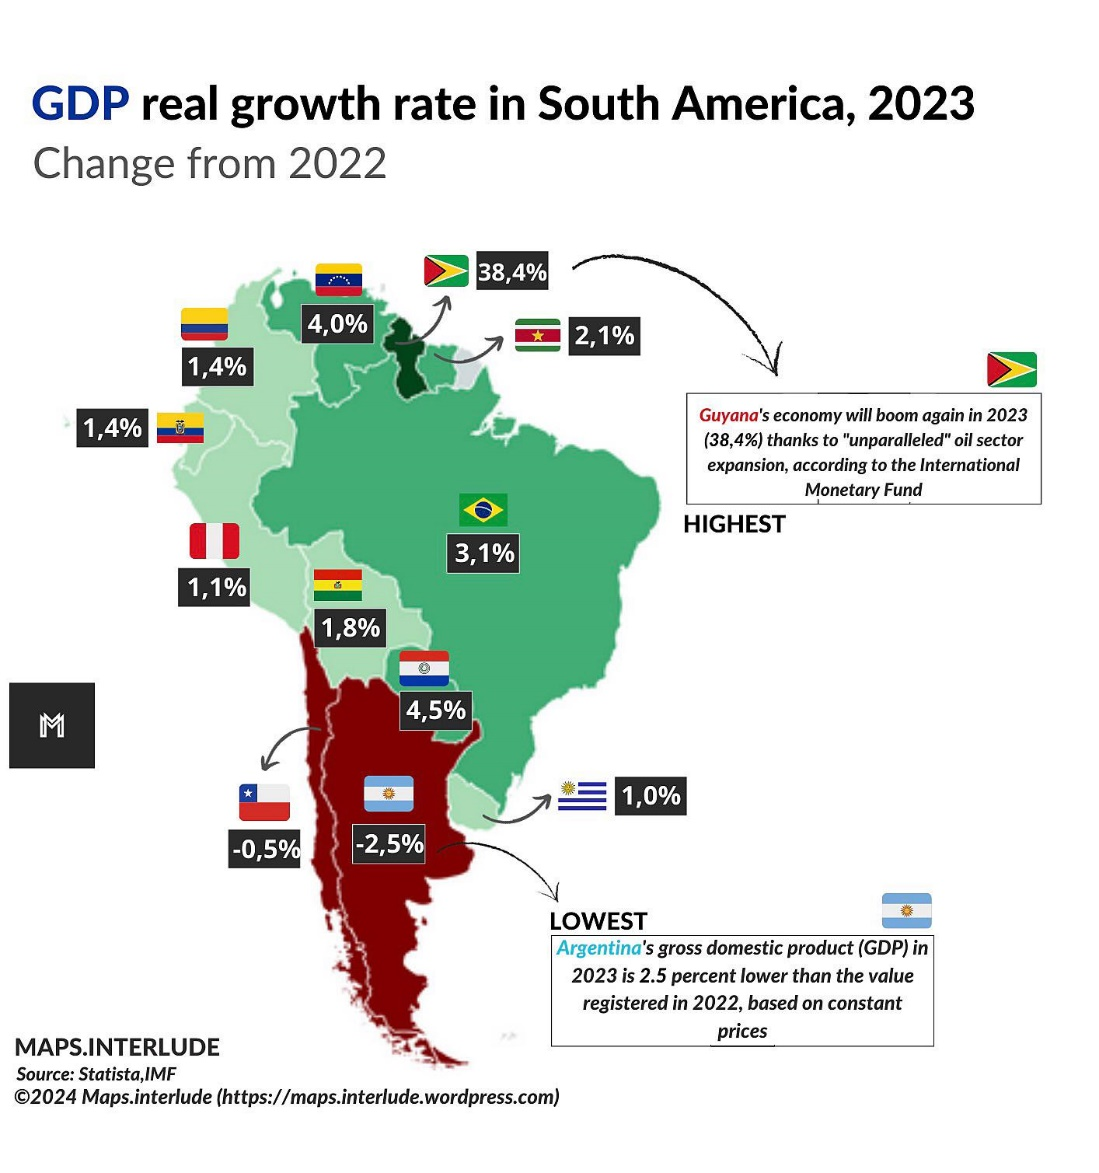 GDP real growth rate in South America, 2023
Change from 2022
38,4%
4,0%
2,1%
1,4%
1,4%
Guyana's economy will boom again in 2023
(38,4%) thanks to "unparalleled" oil sector
expansion, according to the International
Monetary Fund
HIGHEST
3,1%
1,1%
1,8%
4,5%
M
1,0%
-0,5%
-2,5%
LOWEST
Argentina's gross domestic product (GDP) in
2023 is 2.5 percent lower than the value
registered in 2022, based on constant
prices
MAPS.INTERLUDE
Source: Statista,IMF
©2024 Maps.interlude (https://maps.interlude.wordpress.com)